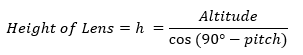 Height of Lens = h = Altitude / cos (90° − pitch)